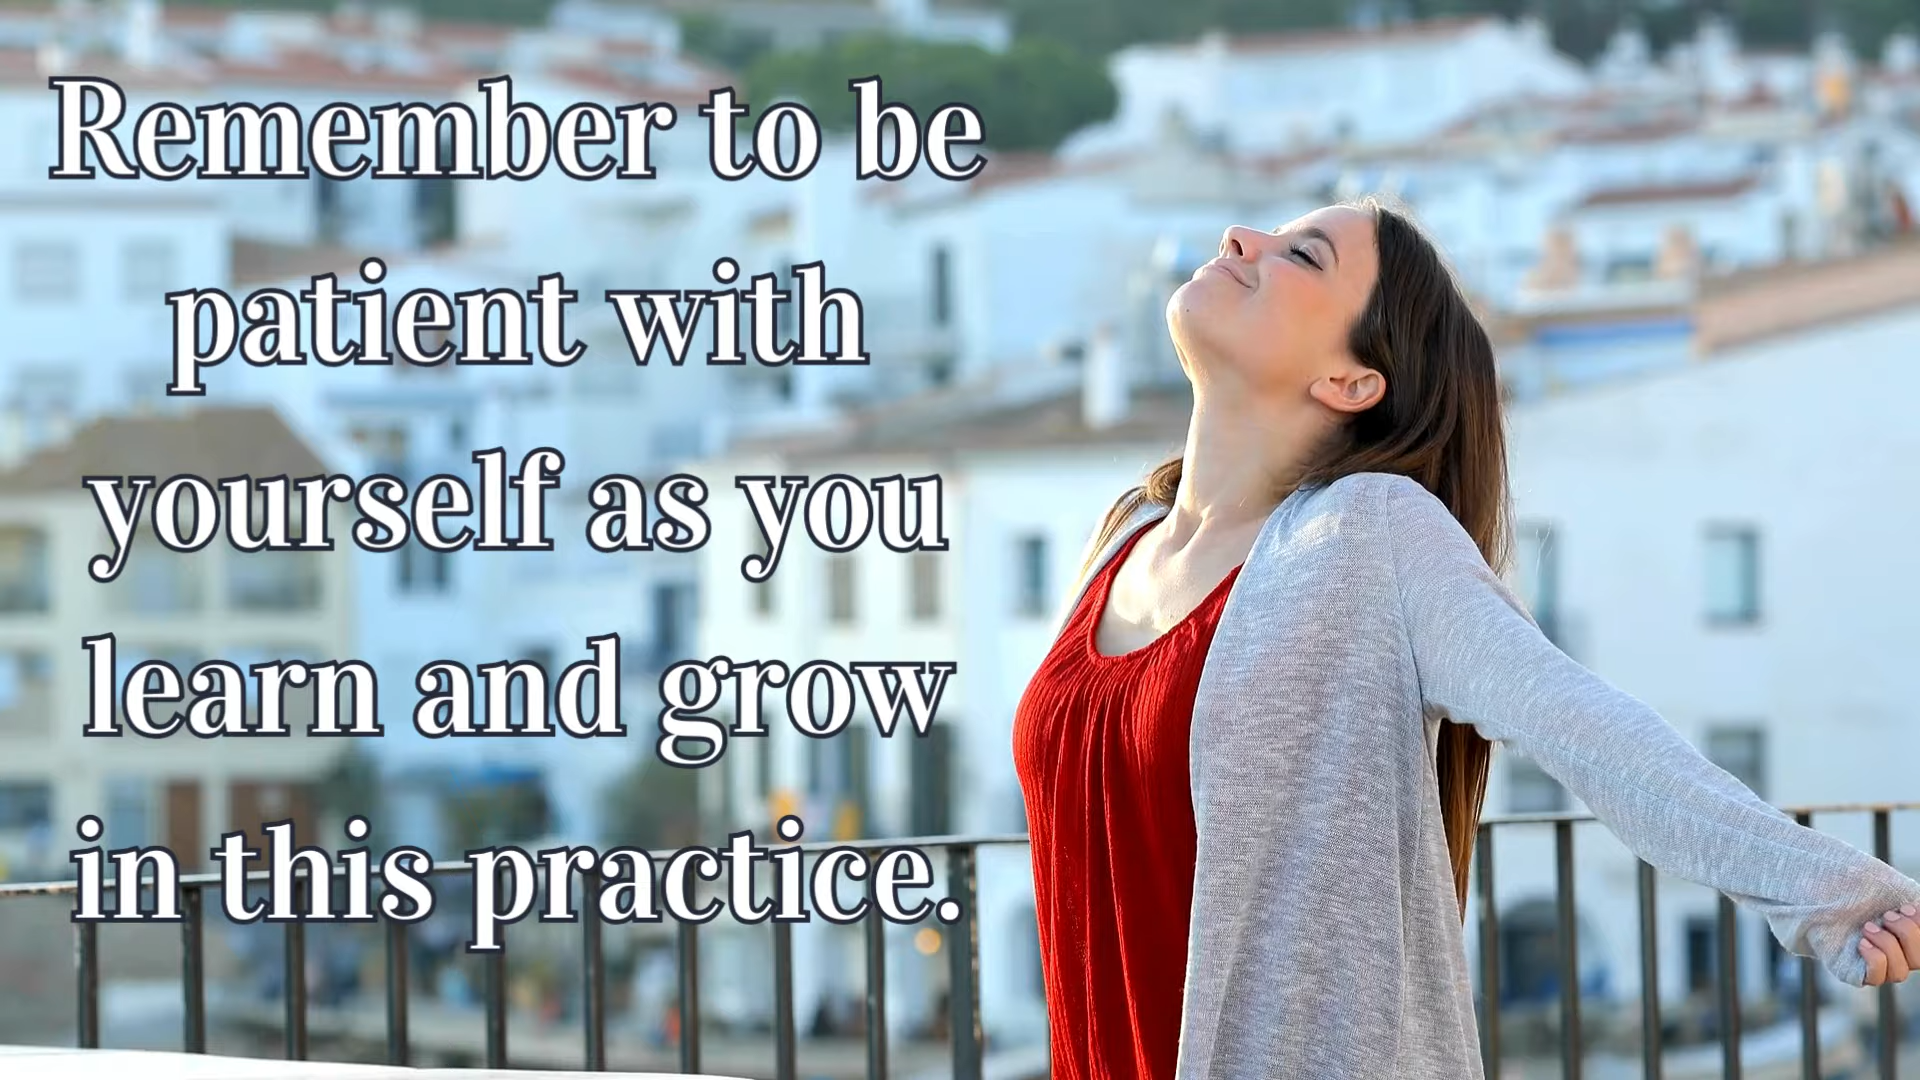 Remember to be
patient with
yourself as you
learn and grow
in this practice.